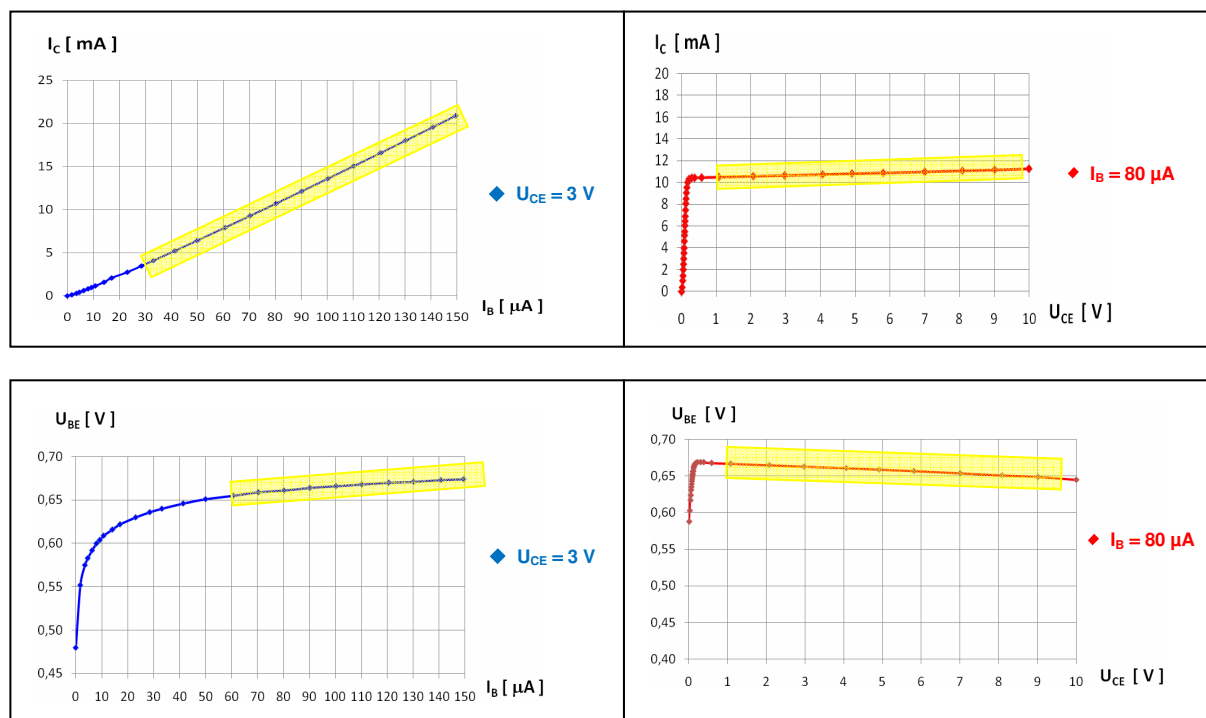 I_C [ mA ]
25
20
15
10
5
0
0 10 20 30 40 50 60 70 80 90 100 110 120 130 140 150
I_B [ µA ]
U_CE = 3 V
I_C [ mA ]
20
18
16
14
12
10
8
6
4
2
0
0 1 2 3 4 5 6 7 8 9 10
U_CE [ V ]
I_B = 80 µA
U_BE [ V ]
0,70
0,65
0,60
0,55
0,50
0,45
0 10 20 30 40 50 60 70 80 90 100 110 120 130 140 150
I_B [ µA ]
U_CE = 3 V
U_BE [ V ]
0,70
0,65
0,60
0,55
0,50
0,45
0,40
0 1 2 3 4 5 6 7 8 9 10
U_CE [ V ]
I_B = 80 µA